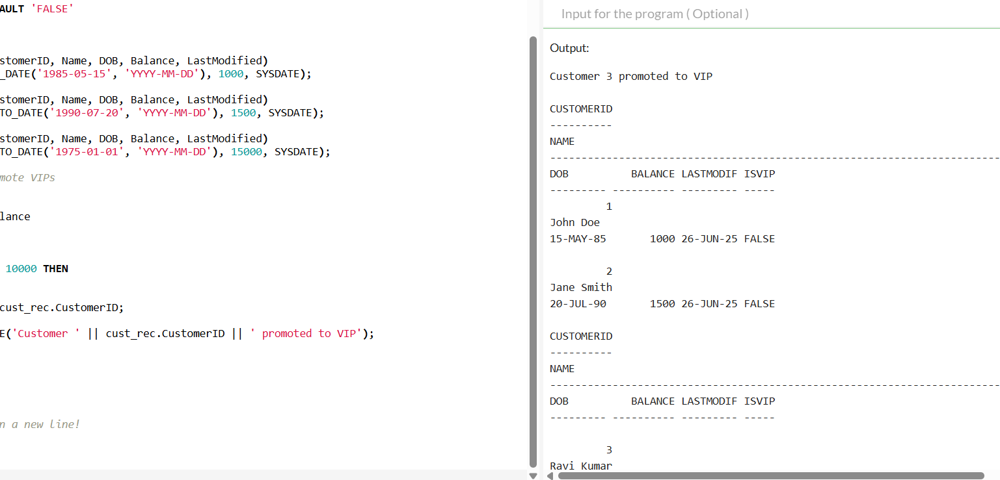 AULT 'FALSE'
stomerID, Name, DOB, Balance, LastModified)
_DATE('1985-05-15', 'YYYY-MM-DD'), 1000, SYSDATE);
stomerID, Name, DOB, Balance, LastModified)
TO_DATE('1990-07-20', 'YYYY-MM-DD'), 1500, SYSDATE);
stomerID, Name, DOB, Balance, LastModified)
TO_DATE('1975-01-01', 'YYYY-MM-DD'), 15000, SYSDATE);
mote VIPs
lance
10000 THEN
cust_rec.CustomerID;
E('Customer ' || cust_rec.CustomerID || ' promoted to VIP');
n a new line!
Input for the program ( Optional )
Output:
Customer 3 promoted to VIP
CUSTOMERID
----------
NAME
--------------------------------------------------------------------------------
DOB          BALANCE LASTMODIF ISVIP
--------- ---------- --------- -----
         1
John Doe
15-MAY-85       1000 26-JUN-25 FALSE
         2
Jane Smith
20-JUL-90       1500 26-JUN-25 FALSE
CUSTOMERID
----------
NAME
--------------------------------------------------------------------------------
DOB          BALANCE LASTMODIF ISVIP
--------- ---------- --------- -----
         3
Ravi Kumar